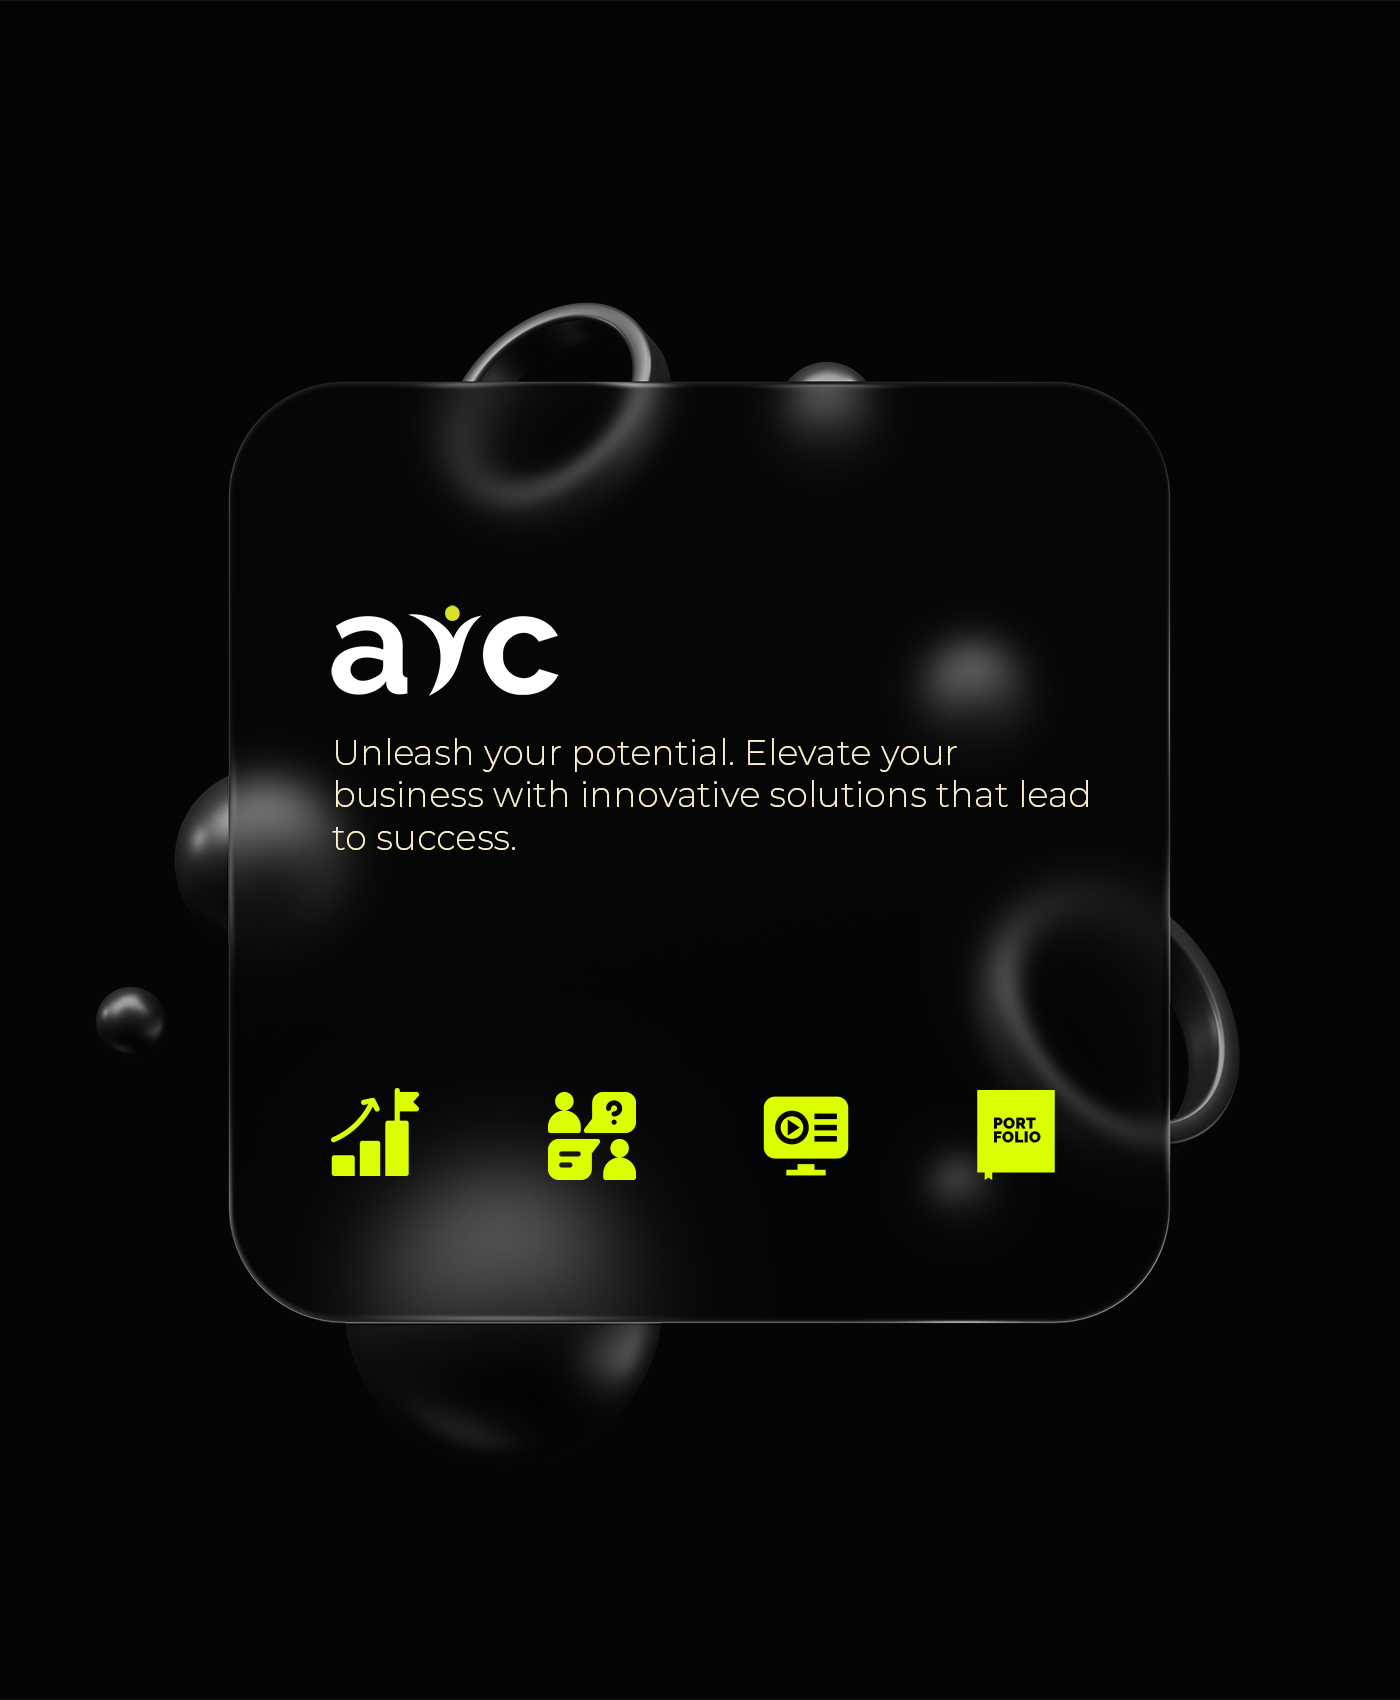 ayc
Unleash your potential. Elevate your
business with innovative solutions that lead
to success.
?
PORT
FOLIO